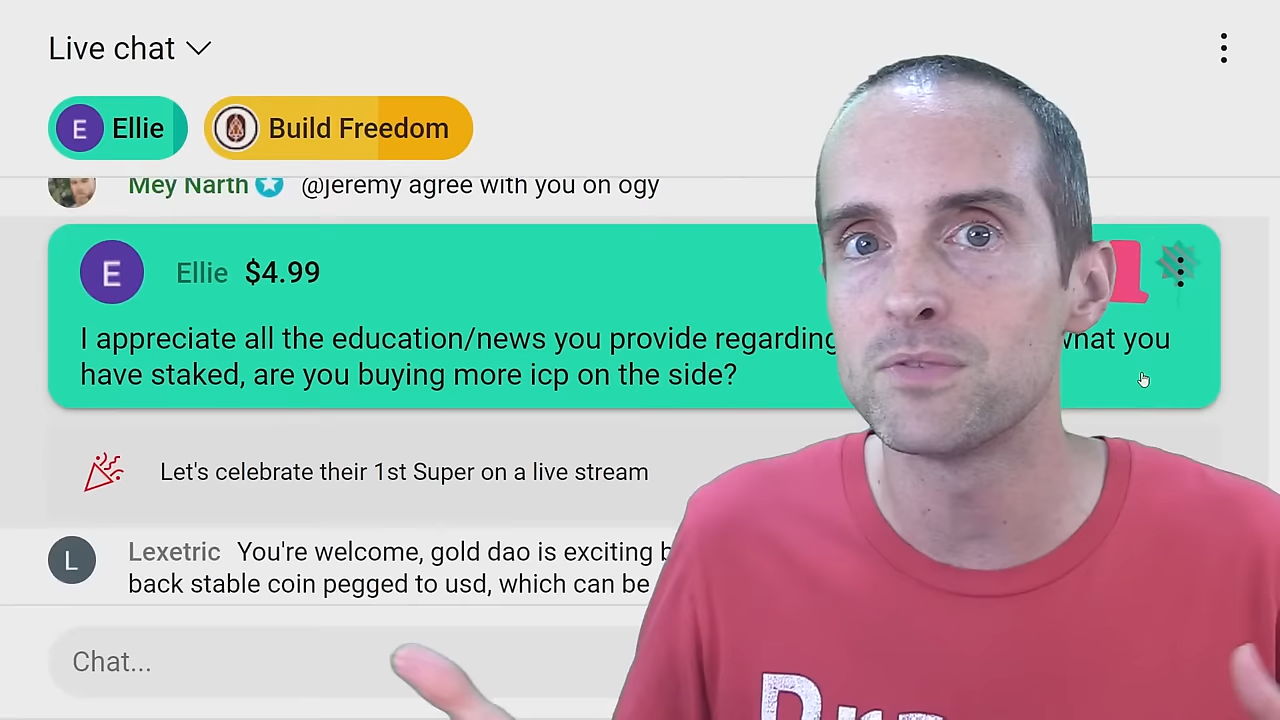 Live chat
E Ellie
Build Freedom
Mey Narth @jeremy agree with you on ogy
E
Ellie $4.99
I appreciate all the education/news you provide regarding what you
have staked, are you buying more icp on the side?
Let's celebrate their 1st Super on a live stream
L
Lexetric You're welcome, gold dao is exciting
back stable coin pegged to usd, which can be
Chat...